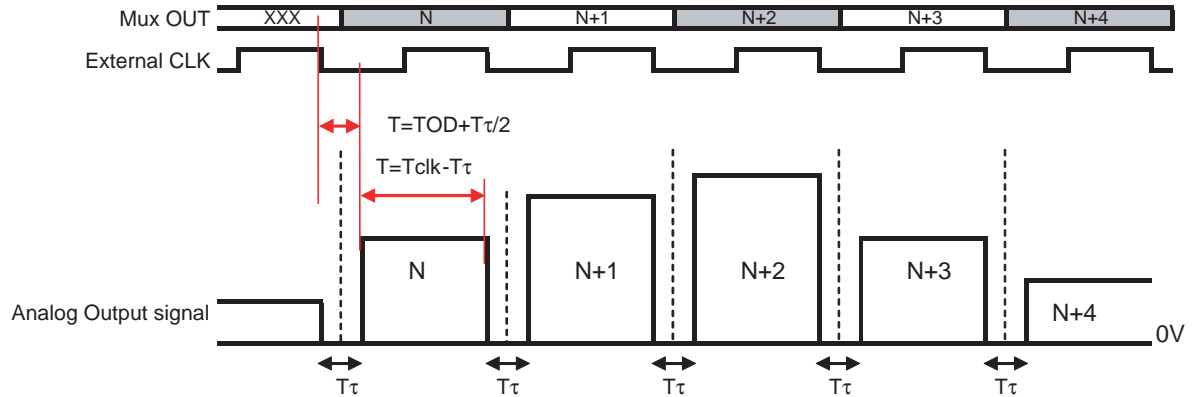 Mux OUT XXX N N+1 N+2 N+3 N+4
External CLK
T=TOD+Tτ/2
T=Tclk-Tτ
N N+1 N+2 N+3
Analog Output signal N+4
0V
Tτ Tτ Tτ Tτ Tτ